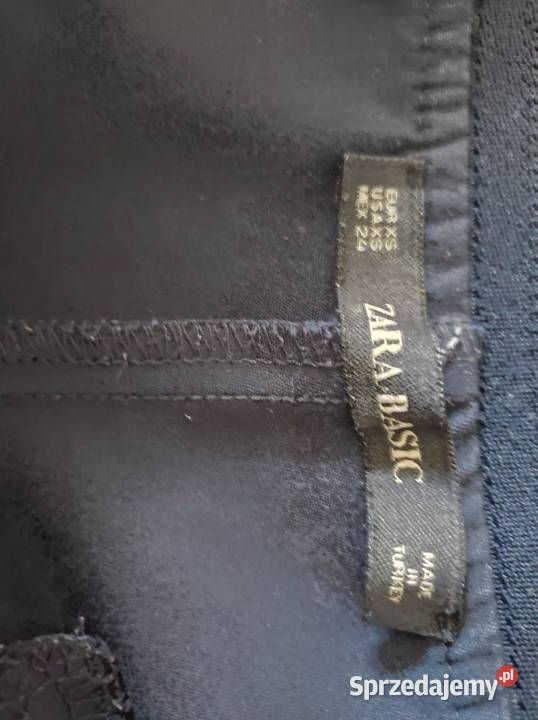 EUR XS
USA XS
MEX 24
ZARA BASIC
MADE
IN
TURKEY
Sprzedajemy.pl